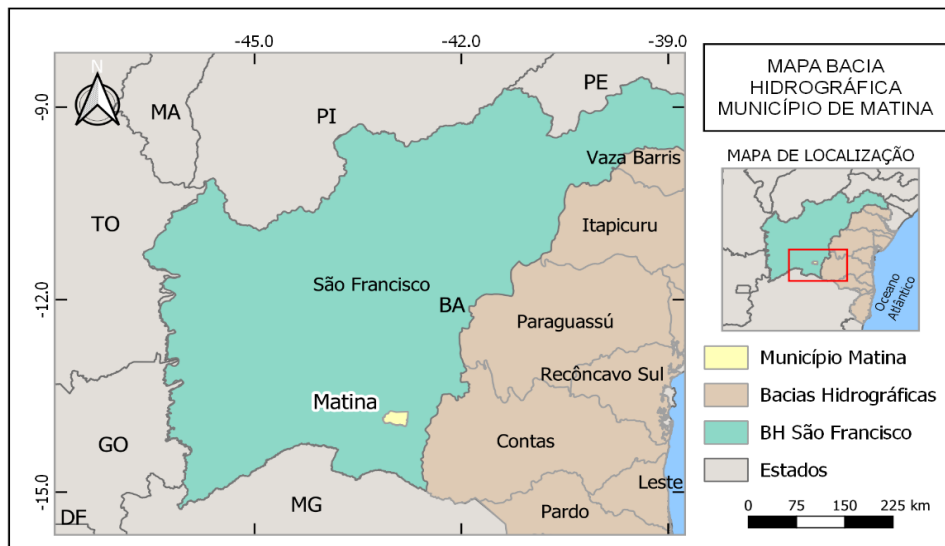 -45.0
-42.0
-39.0
N
-9.0
MA
PI
PE
Vaza Barris
TO
Itapicuru
São Francisco
BA
-12.0
Paraguassú
Recôncavo Sul
Matina
GO
Contas
-15.0
Leste
MG
Pardo
DF
MAPA BACIA
HIDROGRÁFICA
MUNICÍPIO DE MATINA
MAPA DE LOCALIZAÇÃO
Oceano
Atlântico
Município Matina
Bacias Hidrográficas
BH São Francisco
Estados
0 75 150 225 km